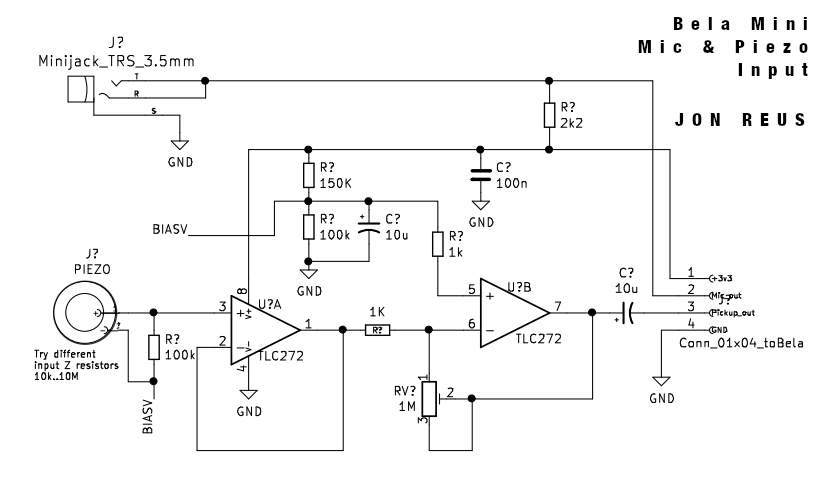 Bela Mini
Mic & Piezo
Input
JON REUS
J?
Minijack_TRS_3.5mm
T
R
S
GND
R?
2k2
R?
150K
C?
100n
GND
BIASV
R?
100k
C?
10u
R?
1k
GND
J?
PIEZO
+
-
Try different
input Z resistors
10k..10M
R?
100k
BIASV
8
3
+
V+
U?A
1
2
-
V-
TLC272
4
GND
1K
R?
5
+
U?B
7
6
-
TLC272
RV?
1M
1
2
3
C?
10u
+
1
+3v3
2
Mic_out
J?
3
Pickup_out
4
GND
Conn_01x04_toBela
GND